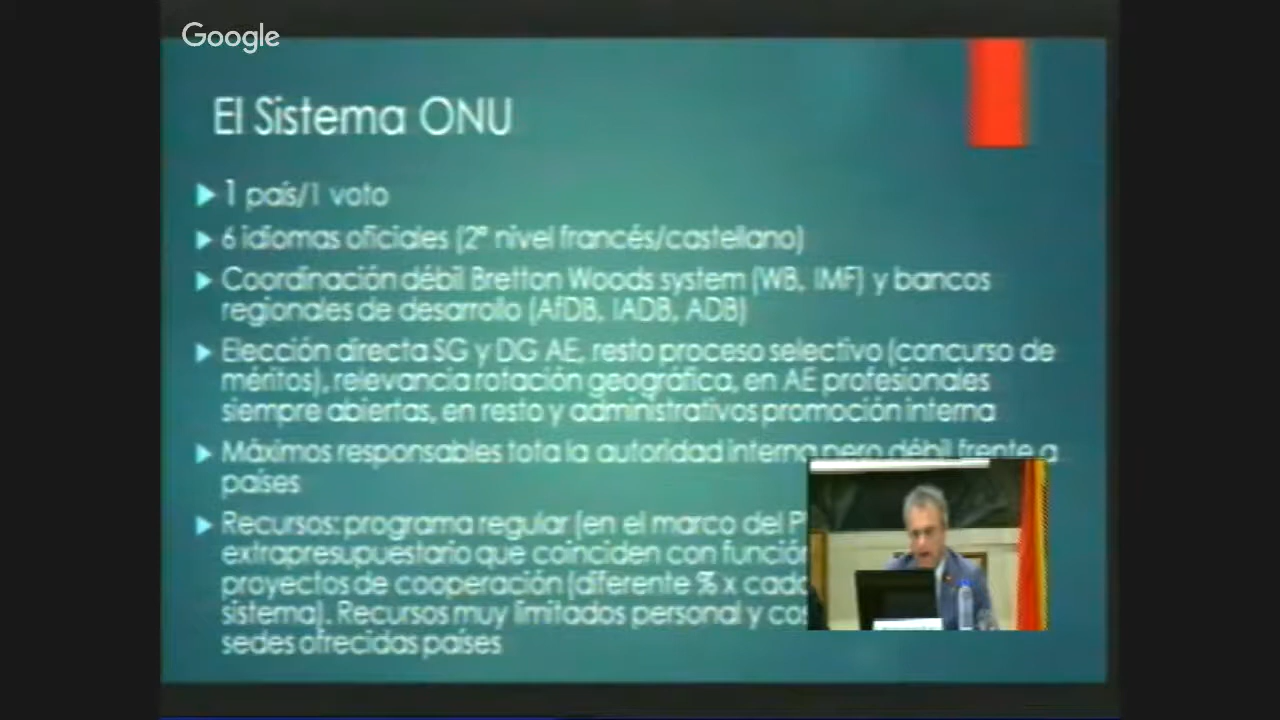 Google
El Sistema ONU
1 país/1 voto
6 idiomas oficiales (2º nivel francés/castellano)
Coordinación débil Bretton Woods system (WB, IMF) y bancos
regionales de desarrollo (AfDB, IADB, ADB)
Elección directa SG y DG AE, resto proceso selectivo (concurso de
méritos), relevancia rotación geográfica, en AE profesionales
siempre abiertas, en resto y administrativos promoción interna
Máximos responsables tota la autoridad interna pero débil frente a
países
Recursos: programa regular (en el marco del
extrapresupuestario que coinciden con
proyectos de cooperación (diferente % x
sistema). Recursos muy limitados personal y
sedes ofrecidas países